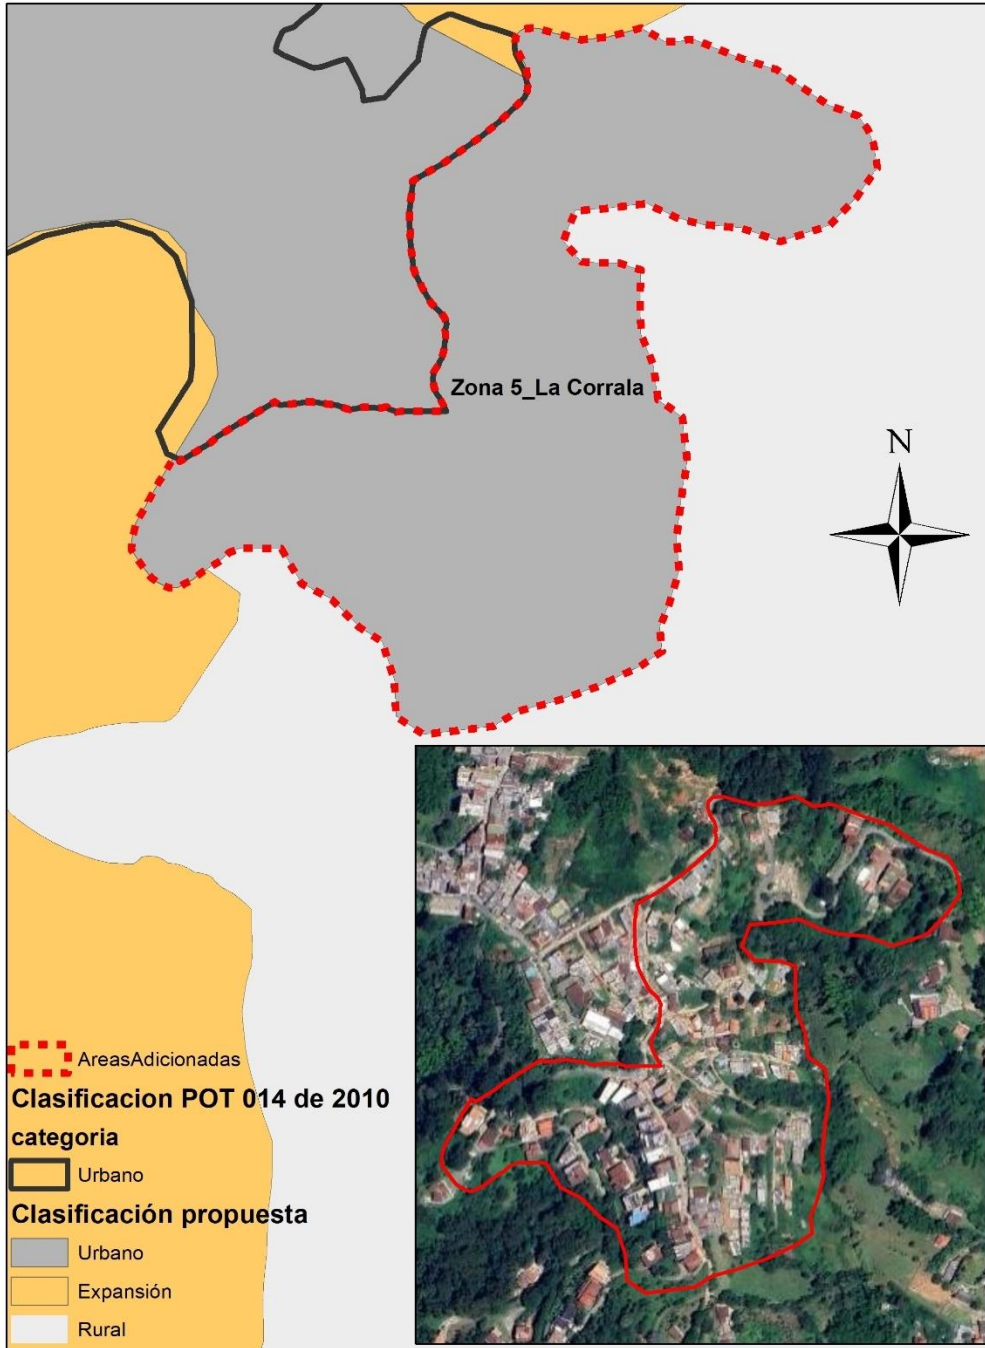 Zona 5_La Corrala
N
AreasAdicionadas
Clasificacion POT 014 de 2010
categoria
Urbano
Clasificación propuesta
Urbano
Expansión
Rural